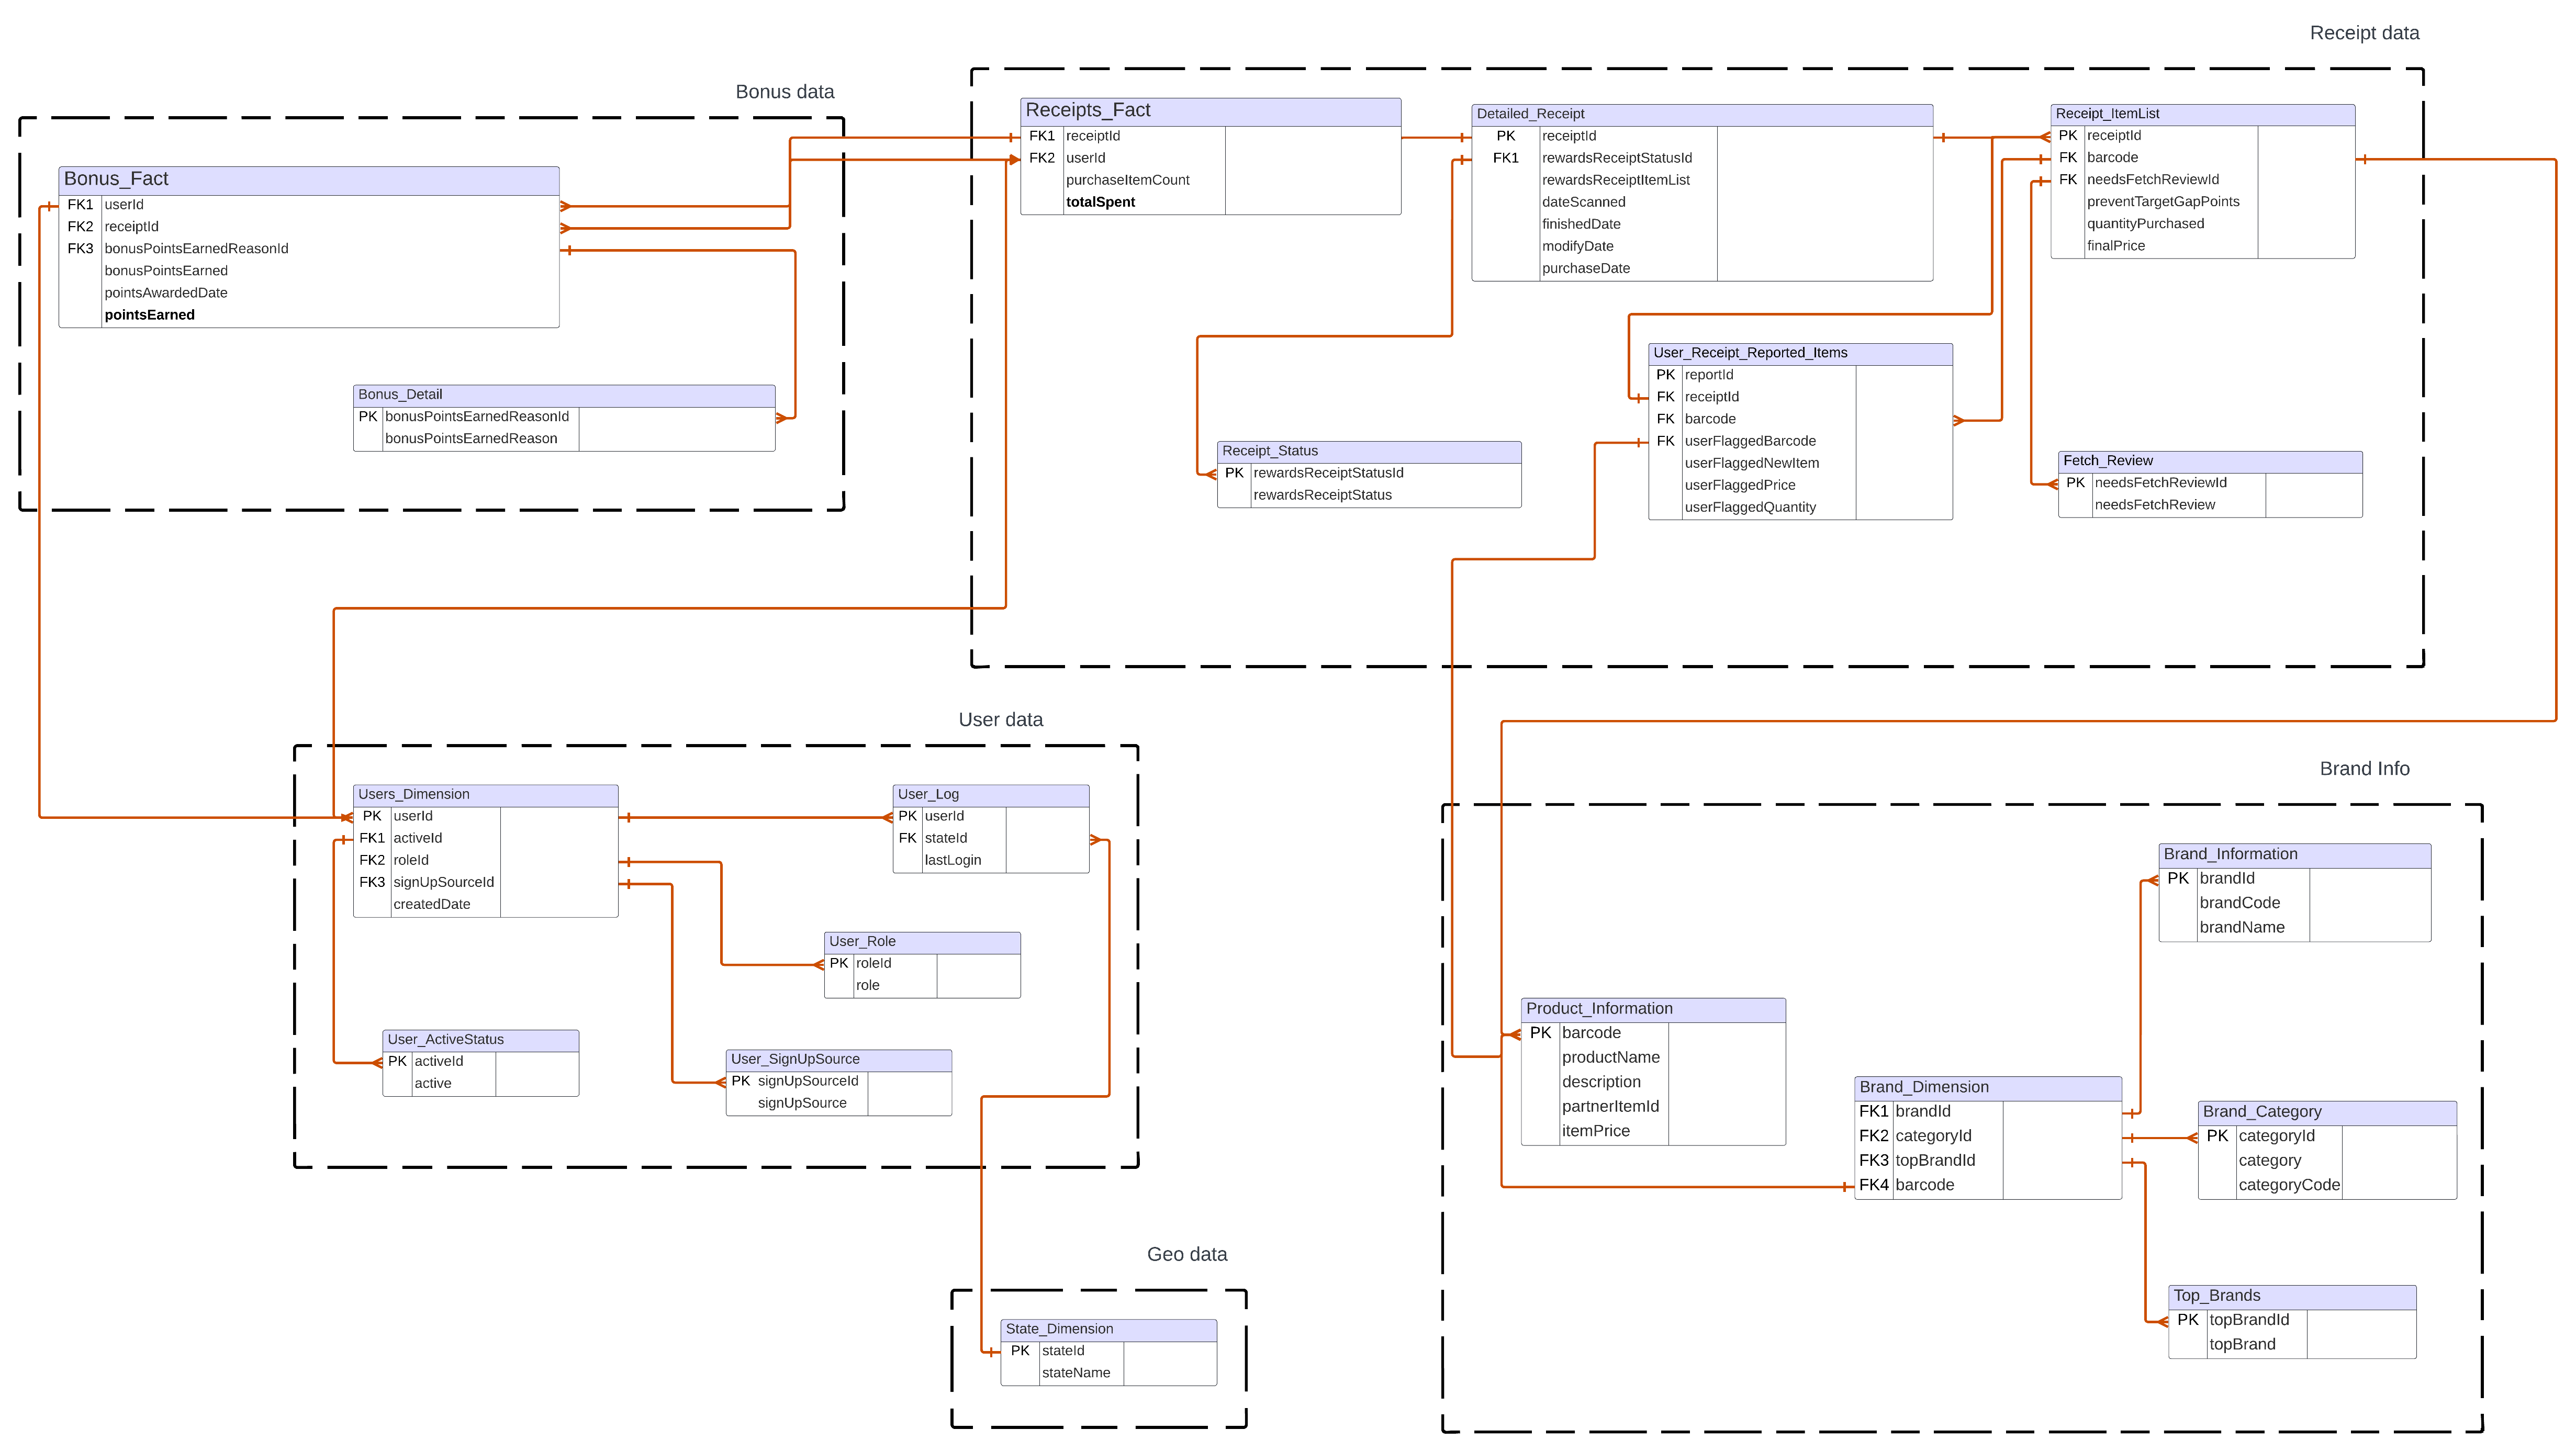 Receipt data
Bonus data
Receipts_Fact
FK1 receiptId
FK2 userId
purchaseItemCount
totalSpent
Detailed_Receipt
PK receiptId
FK1 rewardsReceiptStatusId
rewardsReceiptItemList
dateScanned
finishedDate
modifyDate
purchaseDate
Receipt_ItemList
PK receiptId
FK barcode
FK needsFetchReviewId
preventTargetGapPoints
quantityPurchased
finalPrice
Bonus_Fact
FK1 userId
FK2 receiptId
FK3 bonusPointsEarnedReasonId
bonusPointsEarned
pointsAwardedDate
pointsEarned
Bonus_Detail
PK bonusPointsEarnedReasonId
bonusPointsEarnedReason
User_Receipt_Reported_Items
PK reportId
FK receiptId
FK barcode
FK userFlaggedBarcode
userFlaggedNewItem
userFlaggedPrice
userFlaggedQuantity
Receipt_Status
PK rewardsReceiptStatusId
rewardsReceiptStatus
Fetch_Review
PK needsFetchReviewId
needsFetchReview
User data
Users_Dimension
PK userId
FK1 activeId
FK2 roleId
FK3 signUpSourceId
createdDate
User_Log
PK userId
FK stateId
lastLogin
User_Role
PK roleId
role
User_ActiveStatus
PK activeId
active
User_SignUpSource
PK signUpSourceId
signUpSource
Brand Info
Brand_Information
PK brandId
brandCode
brandName
Product_Information
PK barcode
productName
description
partnerItemId
itemPrice
Brand_Dimension
FK1 brandId
FK2 categoryId
FK3 topBrandId
FK4 barcode
Brand_Category
PK categoryId
category
categoryCode
Top_Brands
PK topBrandId
topBrand
Geo data
State_Dimension
PK stateId
stateName